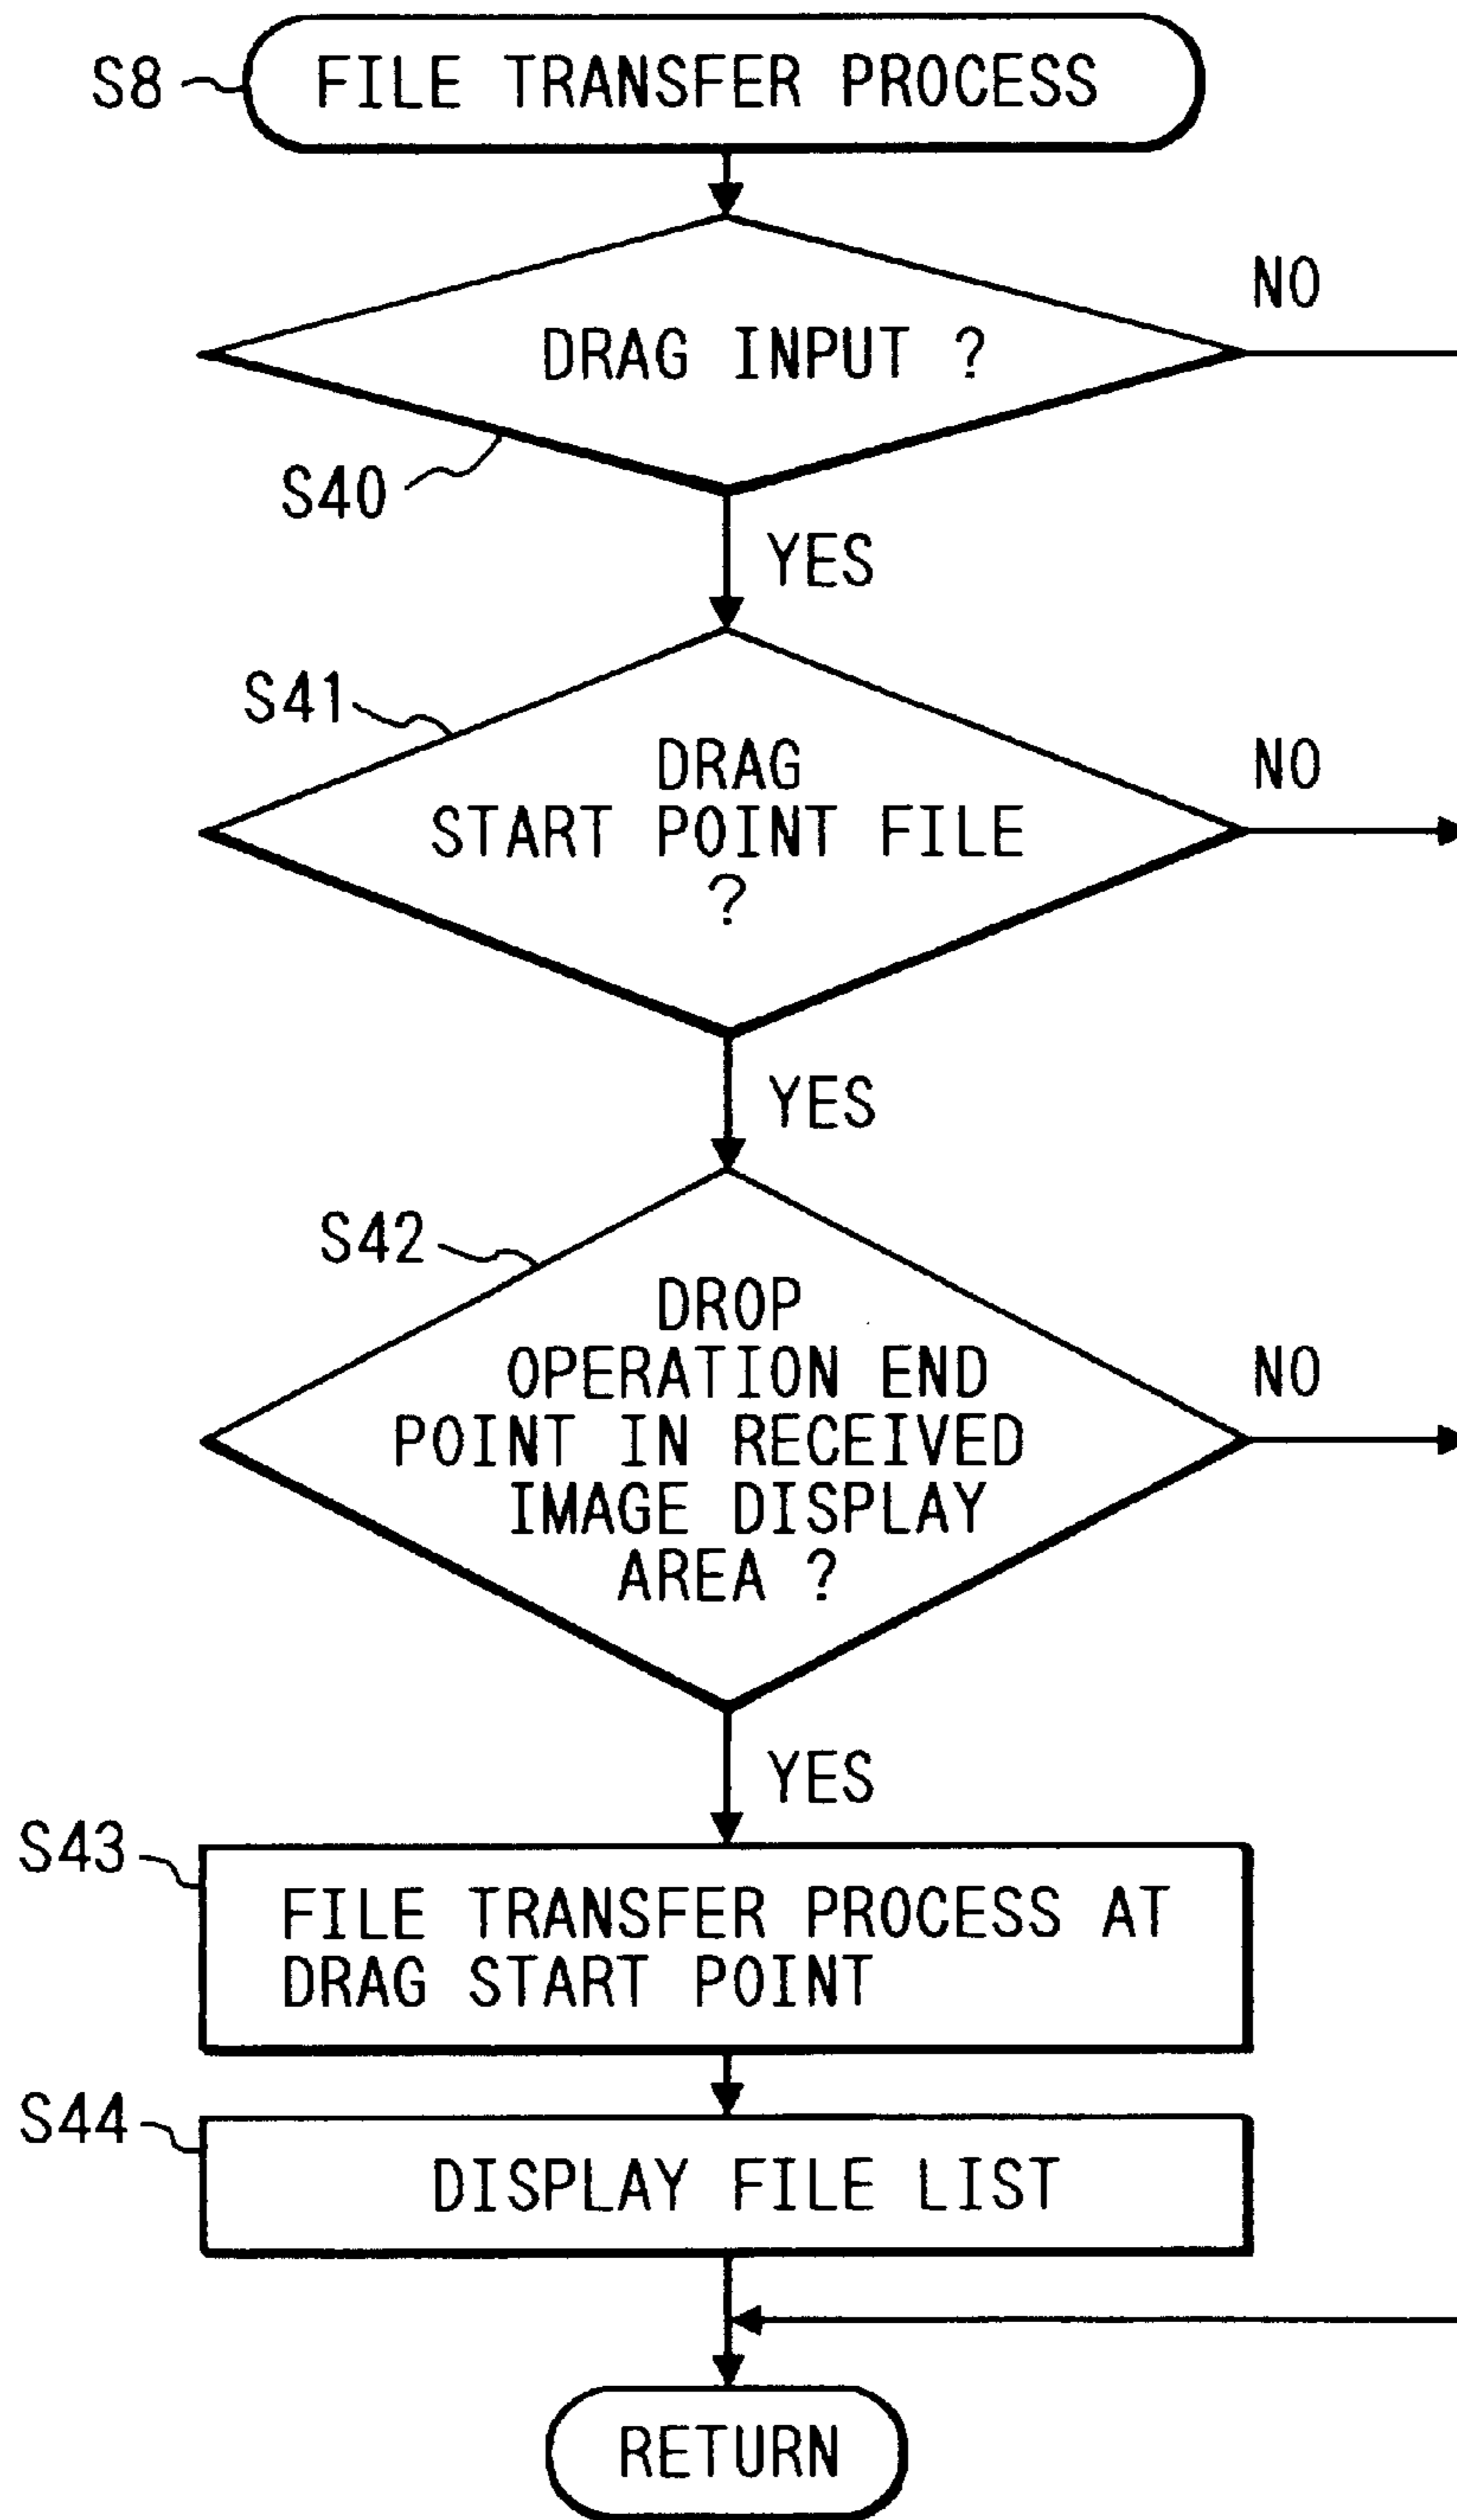 S8
FILE TRANSFER PROCESS
DRAG INPUT ?
NO
S40
YES
S41
DRAG
START POINT FILE
?
NO
YES
S42
DROP
OPERATION END
POINT IN RECEIVED
IMAGE DISPLAY
AREA ?
NO
YES
S43
FILE TRANSFER PROCESS AT
DRAG START POINT
S44
DISPLAY FILE LIST
RETURN